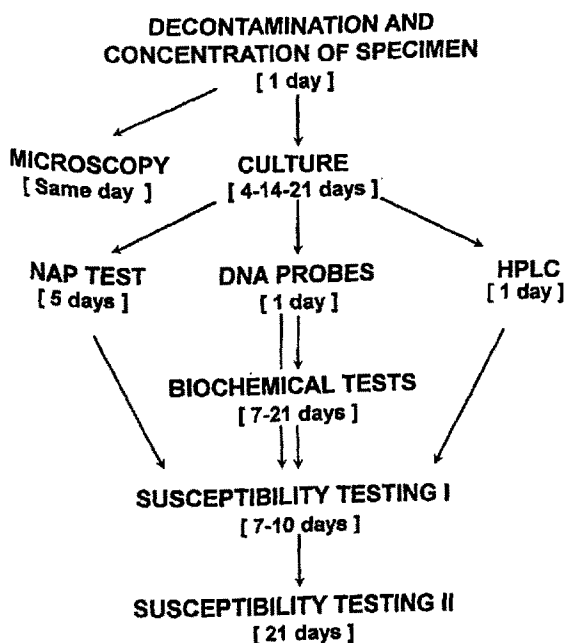 DECONTAMINATION AND
CONCENTRATION OF SPECIMEN
[ 1 day ]
MICROSCOPY
[ Same day ]
CULTURE
[ 4-14-21 days ]
NAP TEST
[ 5 days ]
DNA PROBES
[ 1 day ]
HPLC
[ 1 day ]
BIOCHEMICAL TESTS
[ 7-21 days ]
SUSCEPTIBILITY TESTING I
[ 7-10 days ]
SUSCEPTIBILITY TESTING II
[ 21 days ]